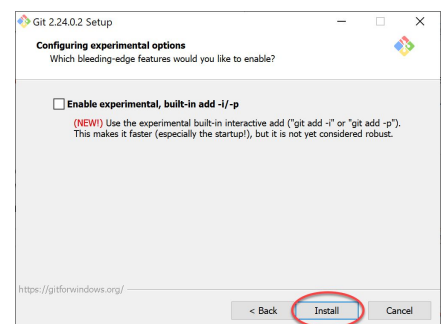 Git 2.24.0.2 Setup
Configuring experimental options
Which bleeding-edge features would you like to enable?
Enable experimental, built-in add -i/-p
(NEW!) Use the experimental built-in interactive add ("git add -i" or "git add -p").
This makes it faster (especially the startup!), but it is not yet considered robust.
https://gitforwindows.org/
< Back Install Cancel